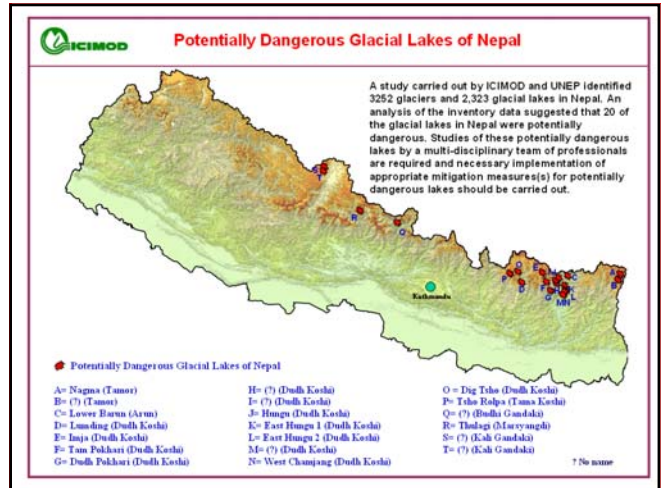 ICIMOD
Potentially Dangerous Glacial Lakes of Nepal
A study carried out by ICIMOD and UNEP identified
3252 glaciers and 2,323 glacial lakes in Nepal. An
analysis of the inventory data suggested that 20 of
the glacial lakes in Nepal were potentially
dangerous. Studies of these potentially dangerous
lakes by a multi-disciplinary team of professionals
are required and necessary implementation of
appropriate mitigation measures(s) for potentially
dangerous lakes should be carried out.
S
T
R
Q
O
P
D
E
F
G
C
L
MN
A
B
Kathmandu
Potentially Dangerous Glacial Lakes of Nepal
A= Nagma (Tamor)
B= (?) (Tamor)
C= Lower Barun (Arun)
D= Lumding (Dudh Koshi)
E= Imja (Dudh Koshi)
F= Tam Pokhari (Dudh Koshi)
G= Dudh Pokhari (Dudh Koshi)
H= (?) (Dudh Koshi)
I= (?) (Dudh Koshi)
J= Hungu (Dudh Koshi)
K= East Hungu 1 (Dudh Koshi)
L= East Hungu 2 (Dudh Koshi)
M= (?) (Dudh Koshi)
N= West Chamjang (Dudh Koshi)
O = Dig Tsho (Dudh Koshi)
P= Tsho Rolpa (Tama Koshi)
Q= (?) (Budhi Gandaki)
R= Thulagi (Marsyangdi)
S= (?) (Kali Gandaki)
T= (?) (Kali Gandaki)
? No name